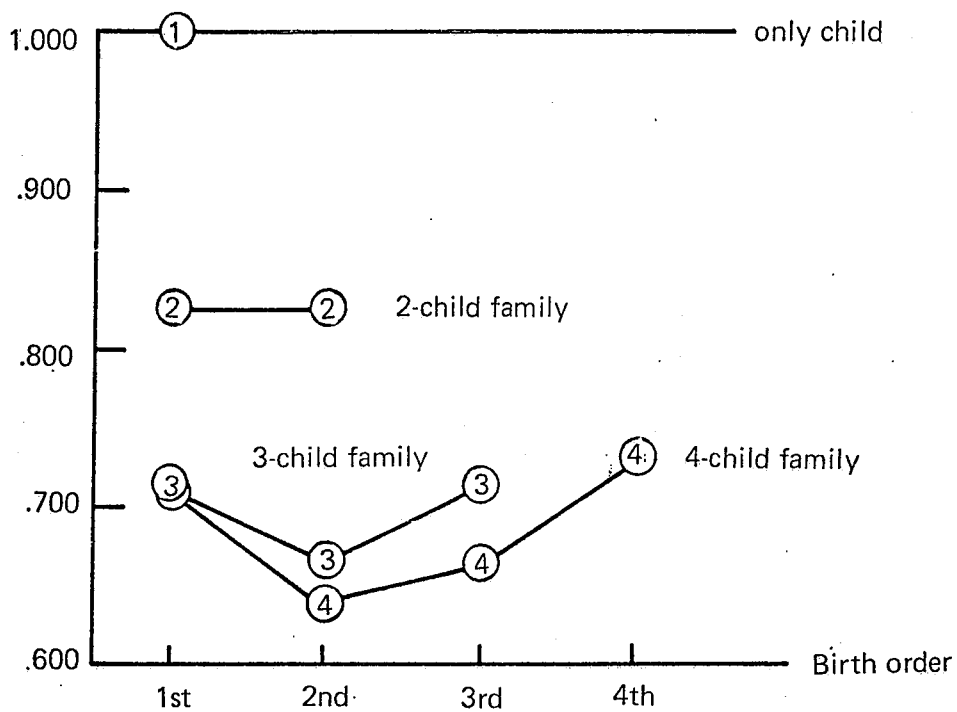 1.000 ① only child
.900
② ② 2-child family
.800
3-child family ④ 4-child family
③ ③
.700
③ ④
④
.600 Birth order
1st 2nd 3rd 4th